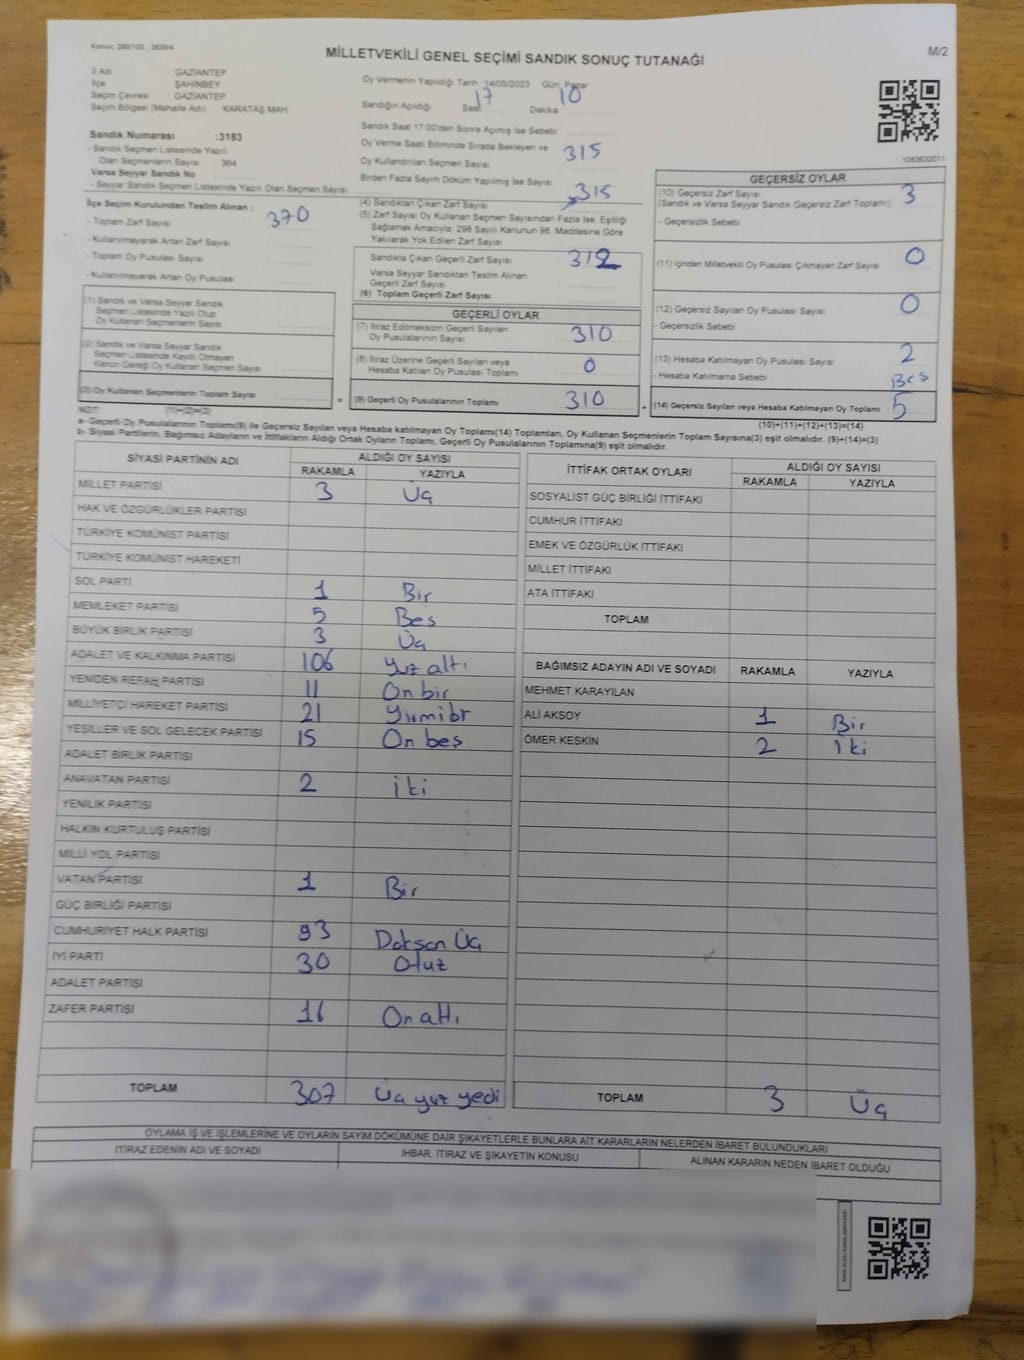 Kanun: 298/105 , 2839/4
MİLLETVEKİLİ GENEL SEÇİMİ SANDIK SONUÇ TUTANAĞI
M/2
İl Adı GAZİANTEP
İlçe ŞAHİNBEY
Seçim Çevresi GAZİANTEP
Seçim Bölgesi (Mahalle Adı) KARATAŞ MAH
Sandık Numarası :3183
- Sandık Seçmen Listesinde Yazılı
Olan Seçmenlerin Sayısı 364
Varsa Seyyar Sandık No :
- Seyyar Sandık Seçmen Listesinde Yazılı Olan Seçmen Sayısı
İlçe Seçim Kurulundan Teslim Alınan ;
- Toplam Zarf Sayısı 370
- Kullanılmayarak Artan Zarf Sayısı
- Toplam Oy Pusulası Sayısı
- Kullanılmayarak Artan Oy Pusulası
(1) Sandık ve Varsa Seyyar Sandık
Seçmen Listesinde Yazılı Olup
Oy Kullanan Seçmenlerin Sayısı
(2) Sandık ve Varsa Seyyar Sandık
Seçmen Listesinde Kayıtlı Olmayan
Kanun Gereği Oy Kullanan Seçmen Sayısı
(3) Oy Kullanan Seçmenlerin Toplam Sayısı
Oy Vermenin Yapıldığı Tarih 14/05/2023 Gün Pazar
Sandığın Açıldığı Saat 17 Dakika 10
Sandık Saat 17:00'den Sonra Açılmış İse Sebebi
Oy Verme Saati Bitiminde Sırada Bekleyen ve
Oy Kullandırılan Seçmen Sayısı 315
Birden Fazla Sayım Döküm Yapılmış İse Sayısı
(4) Sandıktan Çıkan Zarf Sayısı 315
(5) Zarf Sayısı Oy Kullanan Seçmen Sayısından Fazla İse, Eşitliği
Sağlamak Amacıyla, 298 Sayılı Kanunun 98. Maddesine Göre
Yakılarak Yok Edilen Zarf Sayısı
Sandıkta Çıkan Geçerli Zarf Sayısı 312
Varsa Seyyar Sandıktan Teslim Alınan
Geçerli Zarf Sayısı
(6) Toplam Geçerli Zarf Sayısı
GEÇERLİ OYLAR
(7) İtiraz Edilmeksizin Geçerli Sayılan
Oy Pusulalarının Sayısı 310
(8) İtiraz Üzerine Geçerli Sayılan veya
Hesaba Katılan Oy Pusulası Toplamı 0
= (9) Geçerli Oy Pusulalarının Toplamı 310
1063632011
GEÇERSİZ OYLAR
(10) Geçersiz Zarf Sayısı 3
(Sandık ve Varsa Seyyar Sandık Geçersiz Zarf Toplamı)
- Geçersizlik Sebebi
(11) İçinden Milletvekili Oy Pusulası Çıkmayan Zarf Sayısı 0
(12) Geçersiz Sayılan Oy Pusulası Sayısı 0
- Geçersizlik Sebebi
(13) Hesaba Katılmayan Oy Pusulası Sayısı 2
- Hesaba Katılmama Sebebi Boş
+ (14) Geçersiz Sayılan veya Hesaba Katılmayan Oy Toplamı 5
NOT: (1)+(2)=(3) (10)+(11)+(12)+(13)=(14)
a- Geçerli Oy Pusulalarının Toplamı(9) ile Geçersiz Sayılan veya Hesaba katılmayan Oy Toplamı(14) Toplamları, Oy Kullanan Seçmenlerin Toplam Sayısına(3) eşit olmalıdır. (9)+(14)=(3)
b- Siyasi Partilerin, Bağımsız Adayların ve İttifakların Aldığı Ortak Oyların Toplamı, Geçerli Oy Pusulalarının Toplamına(9) eşit olmalıdır.
SİYASİ PARTİNİN ADI ALDIĞI OY SAYISI
RAKAMLA YAZIYLA
MİLLET PARTİSİ 3 Üç
HAK VE ÖZGÜRLÜKLER PARTİSİ
TÜRKİYE KOMÜNİST PARTİSİ
TÜRKİYE KOMÜNİST HAREKETİ
SOL PARTİ 1 Bir
MEMLEKET PARTİSİ 5 Beş
BÜYÜK BİRLİK PARTİSİ 3 Üç
ADALET VE KALKINMA PARTİSİ 106 Yüz altı
YENİDEN REFAH PARTİSİ 11 On bir
MİLLİYETÇİ HAREKET PARTİSİ 21 Yirmi bir
YEŞİLLER VE SOL GELECEK PARTİSİ 15 On beş
ADALET BİRLİK PARTİSİ
ANAVATAN PARTİSİ 2 iki
YENİLİK PARTİSİ
HALKIN KURTULUŞ PARTİSİ
MİLLİ YOL PARTİSİ
VATAN PARTİSİ 1 Bir
GÜÇ BİRLİĞİ PARTİSİ
CUMHURİYET HALK PARTİSİ 93 Doksan Üç
İYİ PARTİ 30 Otuz
ADALET PARTİSİ
ZAFER PARTİSİ 16 On altı
TOPLAM 307 Üç yüz yedi
İTTİFAK ORTAK OYLARI ALDIĞI OY SAYISI
RAKAMLA YAZIYLA
SOSYALİST GÜÇ BİRLİĞİ İTTİFAKI
CUMHUR İTTİFAKI
EMEK VE ÖZGÜRLÜK İTTİFAKI
MİLLET İTTİFAKI
ATA İTTİFAKI
TOPLAM
BAĞIMSIZ ADAYIN ADI VE SOYADI RAKAMLA YAZIYLA
MEHMET KARAYILAN
ALİ AKSOY 1 Bir
ÖMER KESKİN 2 İki
TOPLAM 3 Üç
OYLAMA İŞ VE İŞLEMLERİNE VE OYLARIN SAYIM DÖKÜMÜNE DAİR ŞİKAYETLERLE BUNLARA AİT KARARLARIN NELERDEN İBARET BULUNDUKLARI
İTİRAZ EDENİN ADI VE SOYADI İHBAR, İTİRAZ VE ŞİKAYETİN KONUSU ALINAN KARARIN NEDEN İBARET OLDUĞU